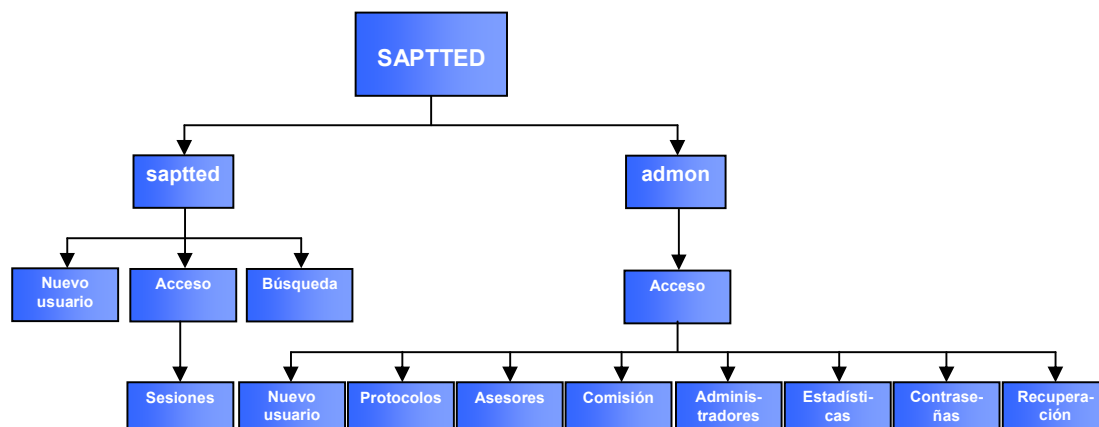 SAPTTED
saptted
admon
Nuevo
usuario
Acceso
Búsqueda
Acceso
Sesiones
Nuevo
usuario
Protocolos
Asesores
Comisión
Adminis-
tradores
Estadísti-
cas
Contrase-
ñas
Recupera-
ción